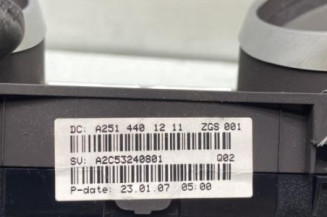 DC: A251 440 12 11 ZGS 001
SV: A2C53240801 Q02
P-date: 23.01.07 05:00